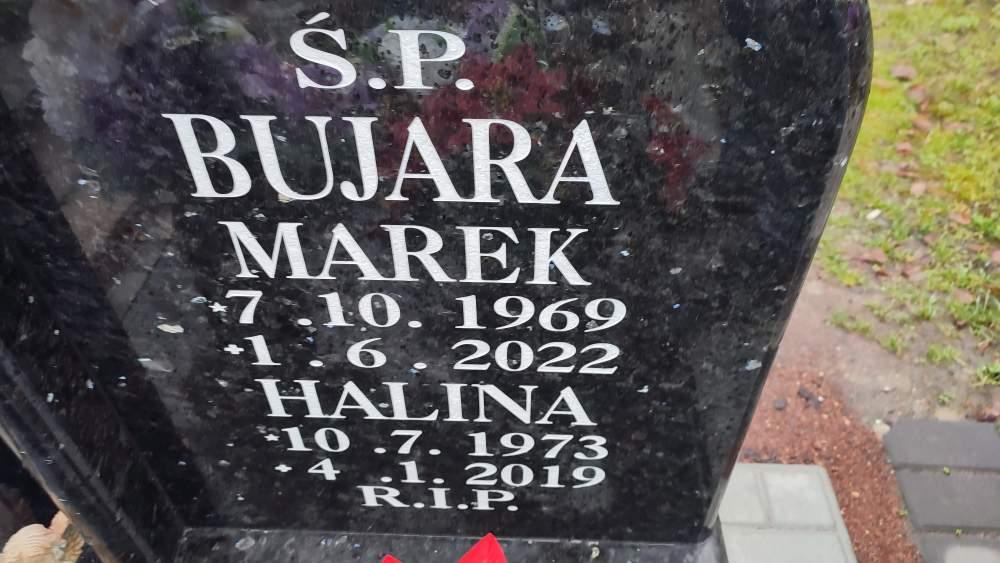 Ś.P.
BUJARA
MAREK
*7.10.1969
+1.6.2022
HALINA
*10.7.1973
+4.1.2019
R.I.P.